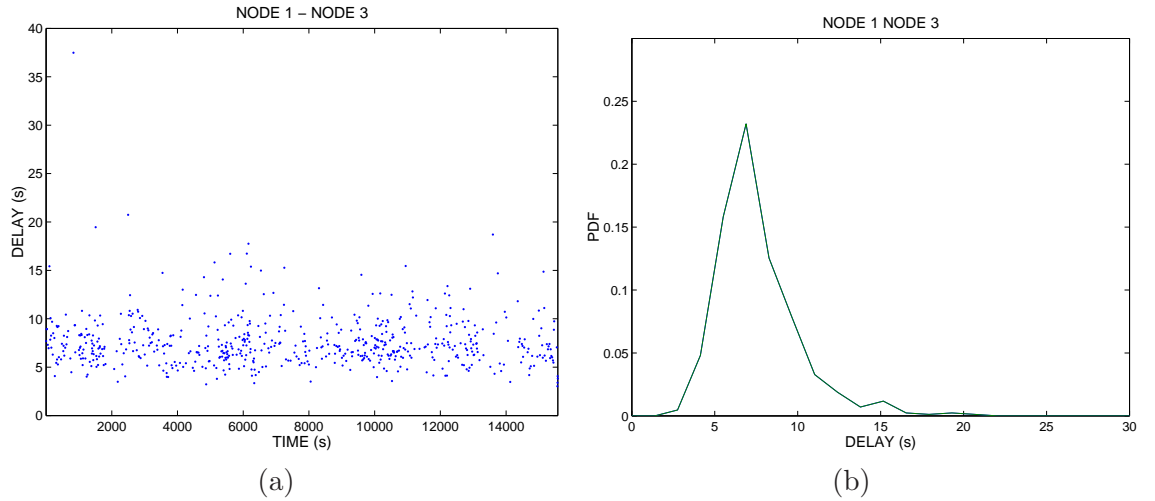 NODE 1 − NODE 3
40
35
30
25
20
15
10
5
0
DELAY (s)
2000 4000 6000 8000 10000 12000 14000
TIME (s)
(a)
NODE 1 NODE 3
0.25
0.2
0.15
0.1
0.05
0
PDF
0 5 10 15 20 25 30
DELAY (s)
(b)